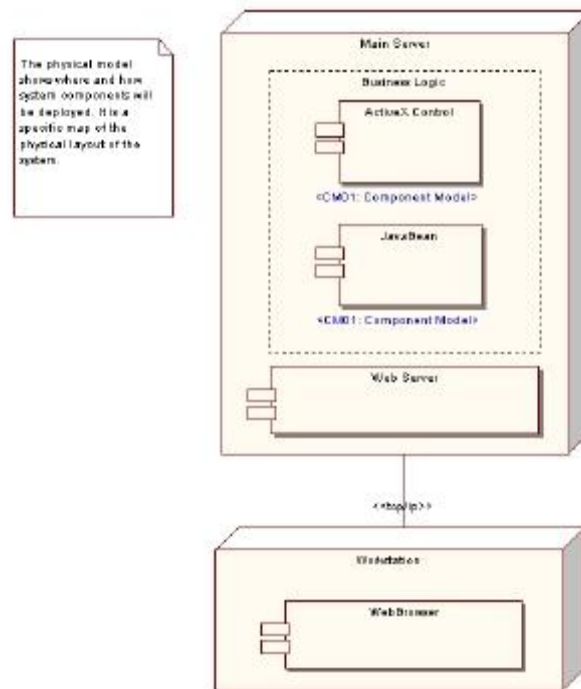 The physical model
shows where and how
system components will
be deployed. It is a
specific map of the
physical layout of the
system.
Main Server
Business Logic
ActiveX Control
<CM01: Component Model>
JavaBean
<CM01: Component Model>
Web Server
<<tcp/ip>>
Workstation
WebBrowser